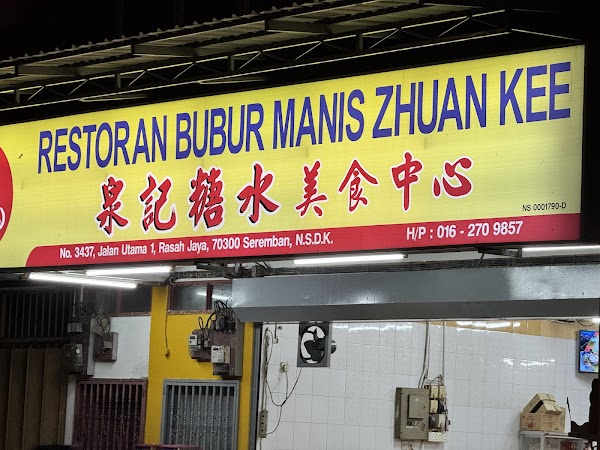 RESTORAN BUBUR MANIS ZHUAN KEE
泉記糖水美食中心
NS 0001790-D
No. 3437, Jalan Utama 1, Rasah Jaya, 70300 Seremban, N.S.D.K. H/P : 016 - 270 9857